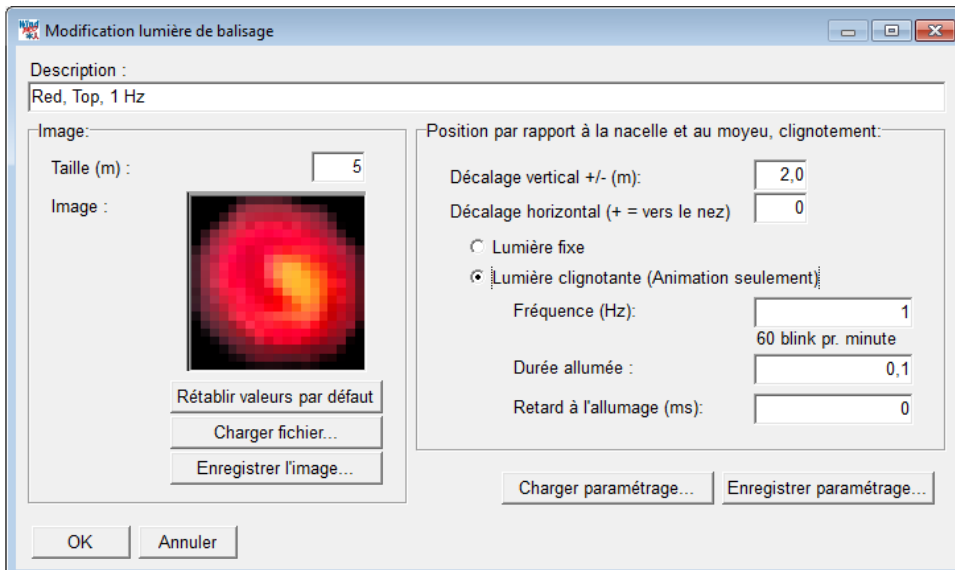 Modification lumière de balisage
Description :
Red, Top, 1 Hz
Image:
Taille (m) :
5
Image :
Rétablir valeurs par défaut
Charger fichier...
Enregistrer l'image...
Position par rapport à la nacelle et au moyeu, clignotement:
Décalage vertical +/- (m):
2,0
Décalage horizontal (+ = vers le nez)
0
Lumière fixe
Lumière clignotante (Animation seulement)
Fréquence (Hz):
1
60 blink pr. minute
Durée allumée :
0,1
Retard à l'allumage (ms):
0
Charger paramétrage...
Enregistrer paramétrage...
OK
Annuler